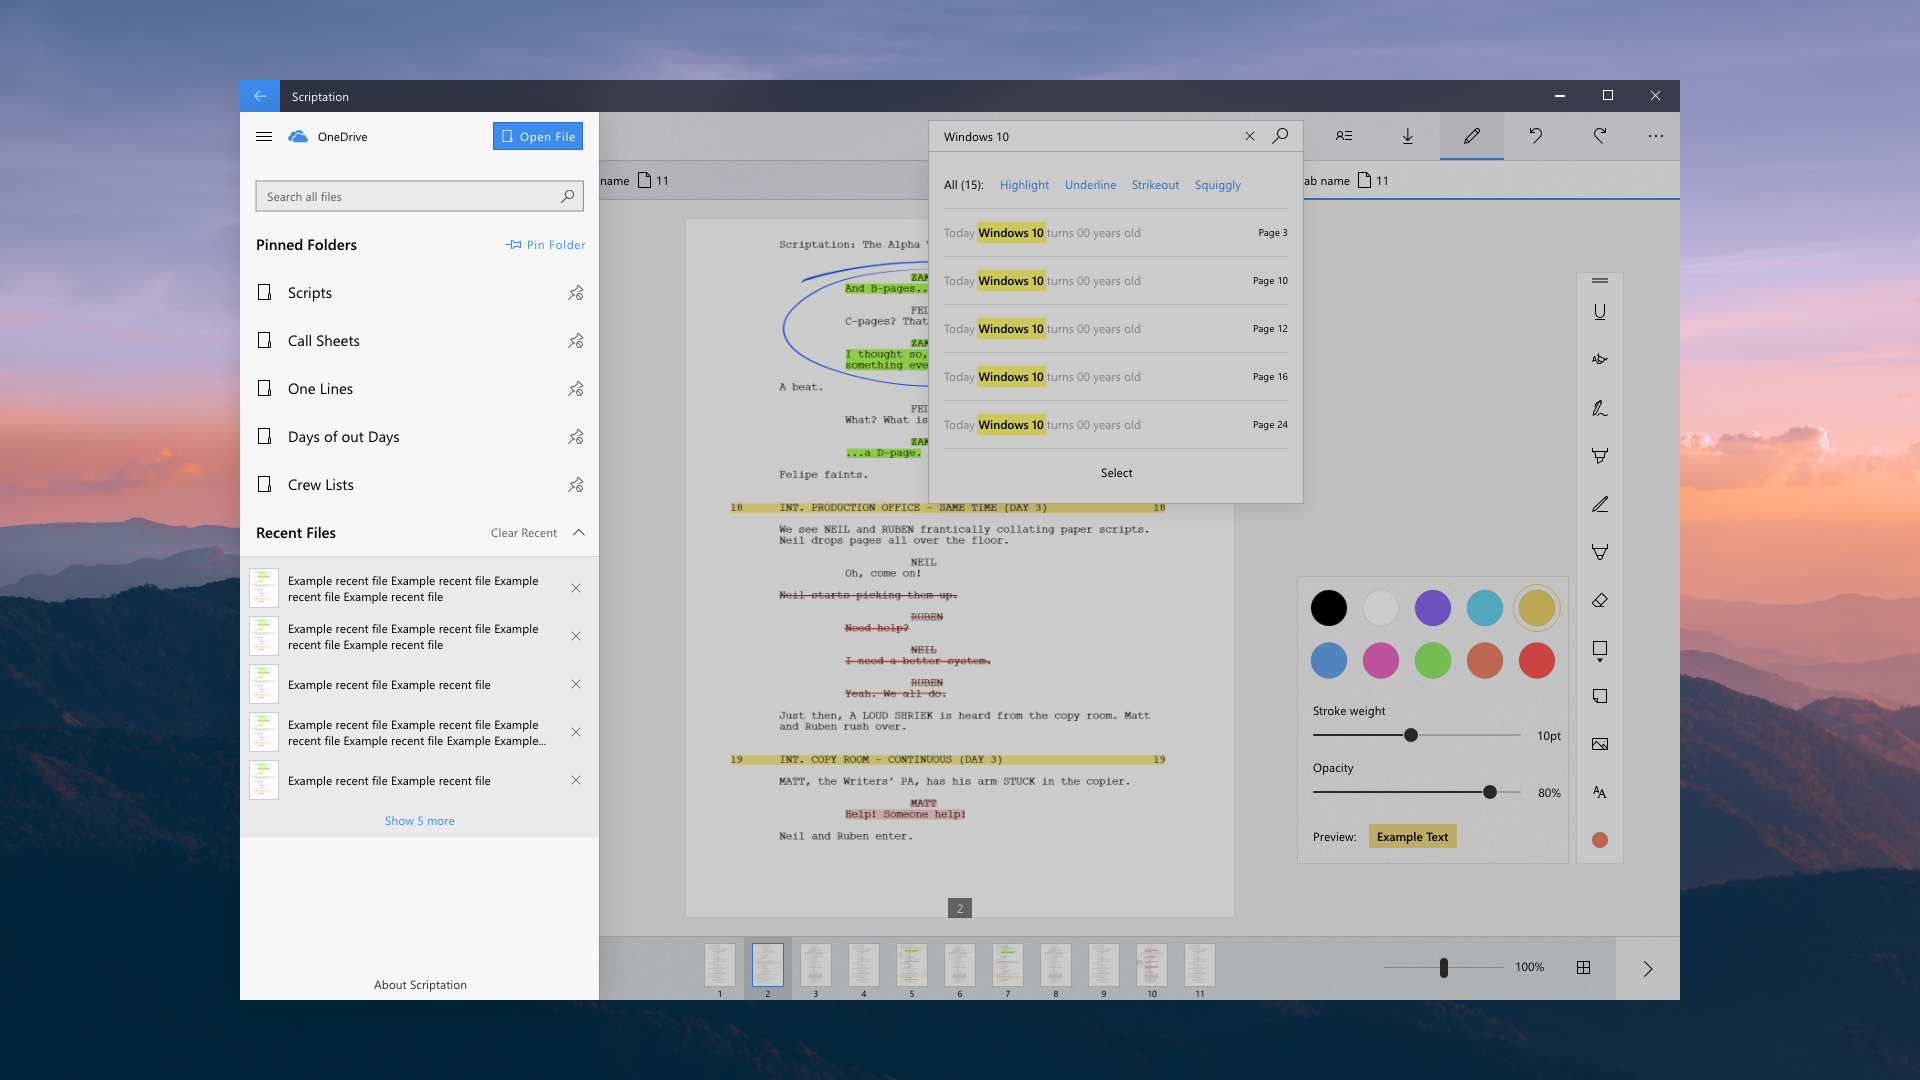 Scriptation
OneDrive
Open File
Search all files
Pinned Folders
Pin Folder
Scripts
Call Sheets
One Lines
Days of out Days
Crew Lists
Recent Files
Clear Recent
Example recent file Example recent file Example
recent file Example recent file
Example recent file Example recent file Example
recent file Example recent file
Example recent file Example recent file
Example recent file Example recent file Example
recent file Example recent file Example Example...
Example recent file Example recent file
Show 5 more
About Scriptation
name 11
ab name 11
Windows 10
All (15): Highlight Underline Strikeout Squiggly
Today Windows 10 turns 00 years old Page 3
Today Windows 10 turns 00 years old Page 10
Today Windows 10 turns 00 years old Page 12
Today Windows 10 turns 00 years old Page 16
Today Windows 10 turns 00 years old Page 24
Select
Scriptation: The Alpha
ZAK
And B-pages..
FEL
C-pages? That
ZAK
I thought so,
something eve
A beat.
FEL
What? What is
ZAK
...a D-page.
Felipe faints.
18 INT. PRODUCTION OFFICE - SAME TIME (DAY 3) 18
We see NEIL and RUBEN frantically collating paper scripts.
Neil drops pages all over the floor.
NEIL
Oh, come on!
Neil starts picking them up.
RUBEN
Need help?
NEIL
I need a better system.
RUBEN
Yeah. We all do.
Just then, A LOUD SHRIEK is heard from the copy room. Matt
and Ruben rush over.
19 INT. COPY ROOM - CONTINUOUS (DAY 3) 19
MATT, the Writers' PA, has his arm STUCK in the copier.
MATT
Help! Someone help!
Neil and Ruben enter.
2
Stroke weight
10pt
Opacity
80%
Preview: Example Text
1 2 3 4 5 6 7 8 9 10 11
100%